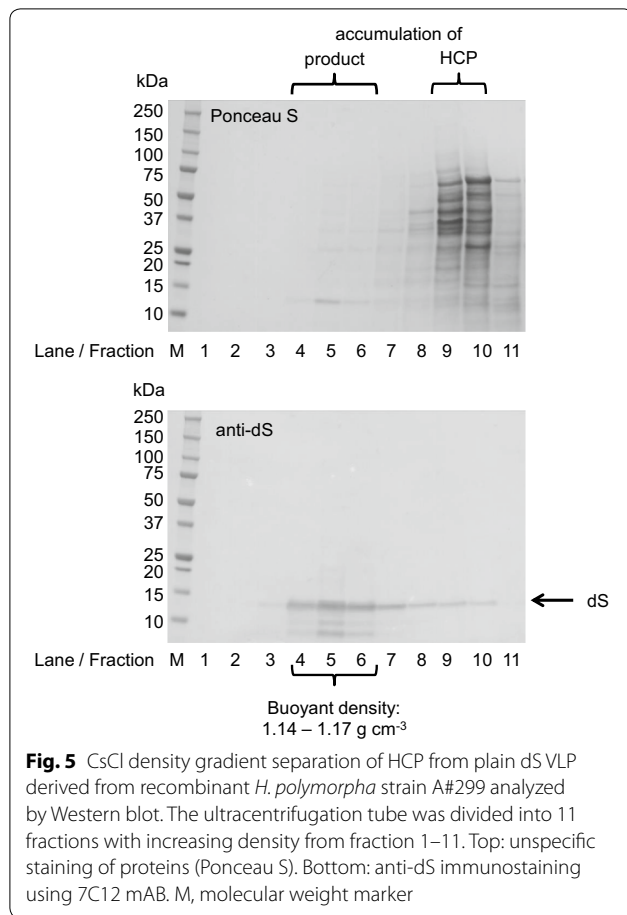 accumulation of
product HCP
kDa
250
150
100
75
50
37
25
20
15
10
Ponceau S
Lane / Fraction M 1 2 3 4 5 6 7 8 9 10 11
kDa
250
150
100
75
50
37
25
20
15
10
anti-dS
dS
Lane / Fraction M 1 2 3 4 5 6 7 8 9 10 11
Buoyant density:
1.14 – 1.17 g cm-3
Fig. 5 CsCl density gradient separation of HCP from plain dS VLP
derived from recombinant H. polymorpha strain A#299 analyzed
by Western blot. The ultracentrifugation tube was divided into 11
fractions with increasing density from fraction 1–11. Top: unspecific
staining of proteins (Ponceau S). Bottom: anti-dS immunostaining
using 7C12 mAB. M, molecular weight marker